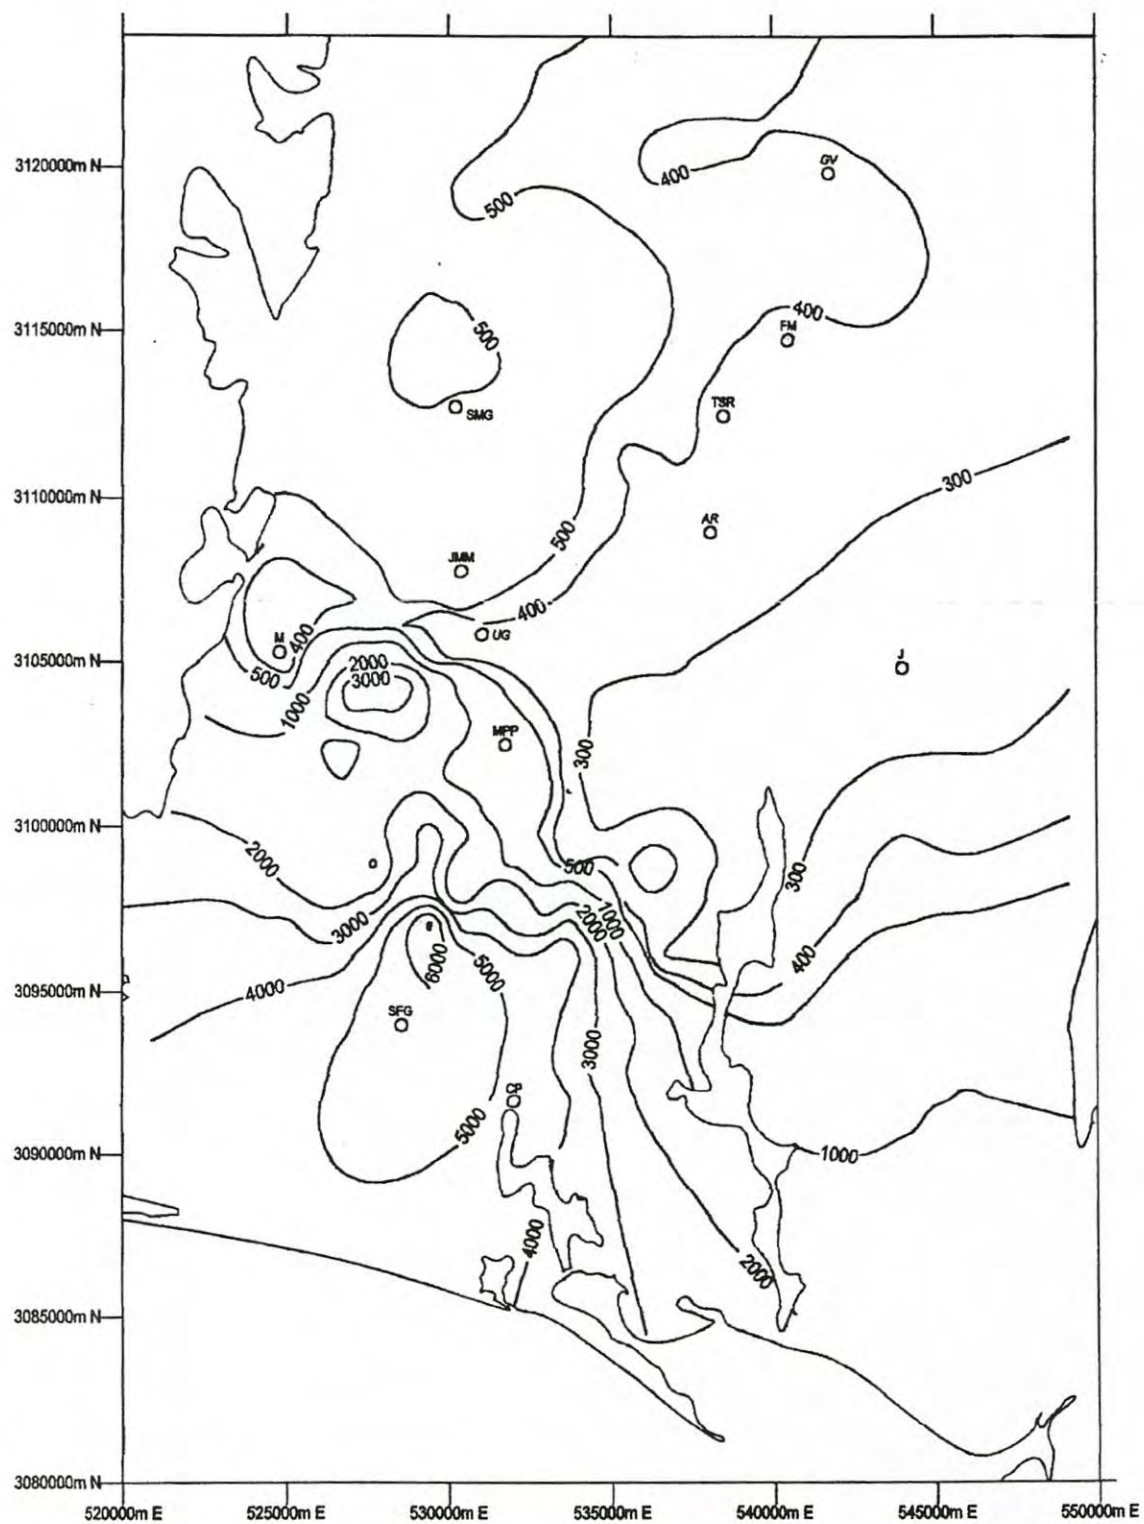 3120000m N
GV
400
500
3115000m N
400
500
FM
TSR
SMG
3110000m N
300
AR
500
JMM
400
UG
400
M
3105000m N
500
2000
3000
1000
J
MPP
300
3100000m N
2000
500
300
1000
2000
3000
400
6000
5000
3095000m N
4000
SFG
3000
CP
5000
3090000m N
1000
4000
2000
3085000m N
3080000m N
520000m E
525000m E
530000m E
535000m E
540000m E
545000m E
550000m E